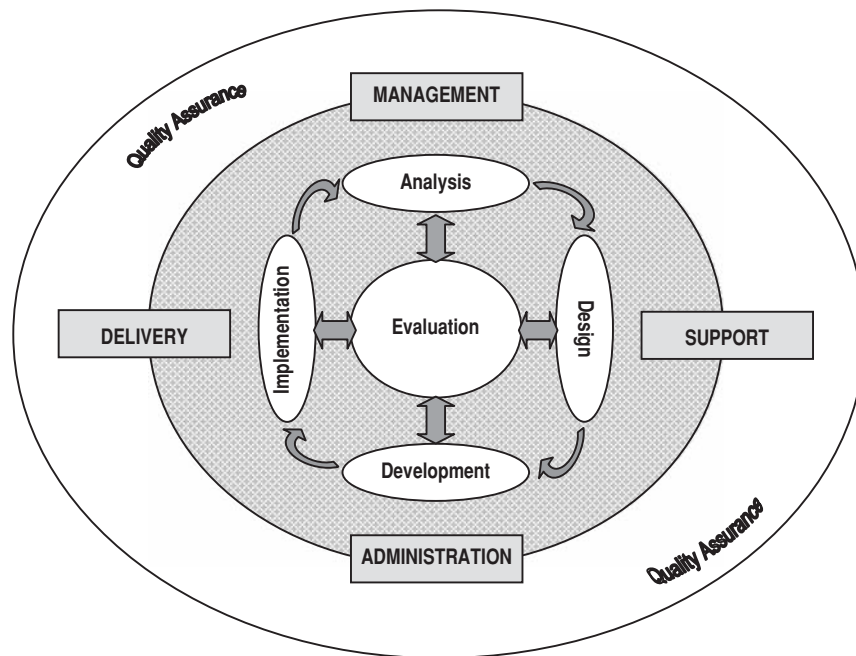 Quality Assurance
MANAGEMENT
Analysis
Implementation
Evaluation
Design
DELIVERY
SUPPORT
Development
ADMINISTRATION
Quality Assurance